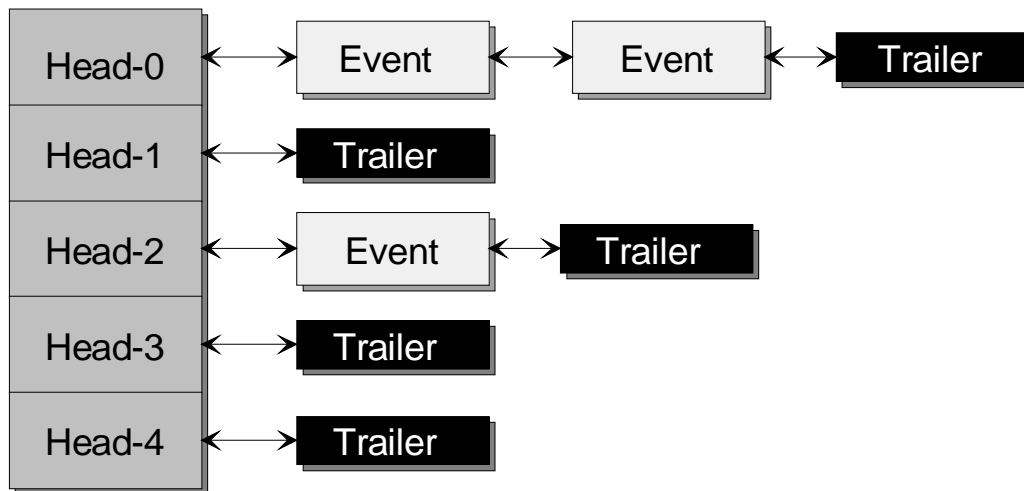 Head-0 Event Event Trailer
Head-1 Trailer
Head-2 Event Trailer
Head-3 Trailer
Head-4 Trailer